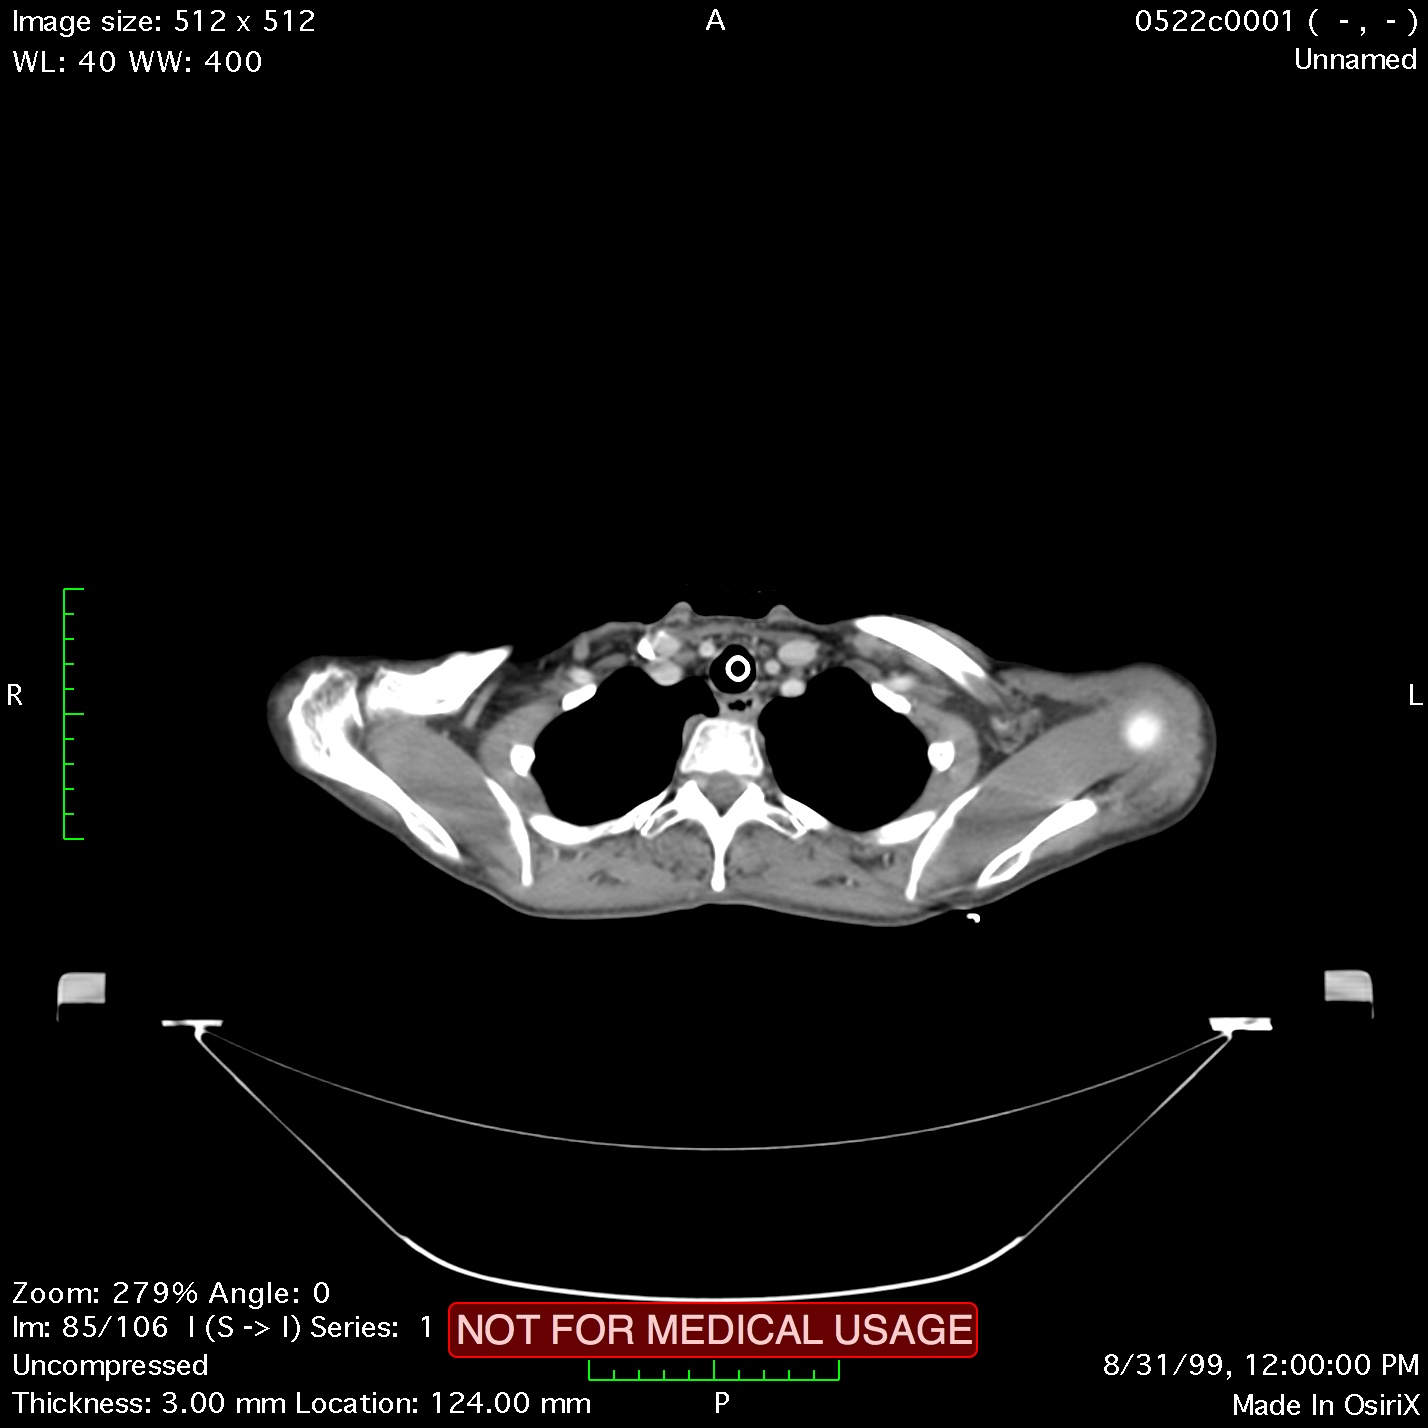 Image size: 512 x 512
WL: 40 WW: 400
A
0522c0001 ( -, -)
Unnamed
R
L
Zoom: 279% Angle: 0
Im: 85/106 I (S -> I) Series: 1
Uncompressed
Thickness: 3.00 mm Location: 124.00 mm
NOT FOR MEDICAL USAGE
P
8/31/99, 12:00:00 PM
Made In OsiriX